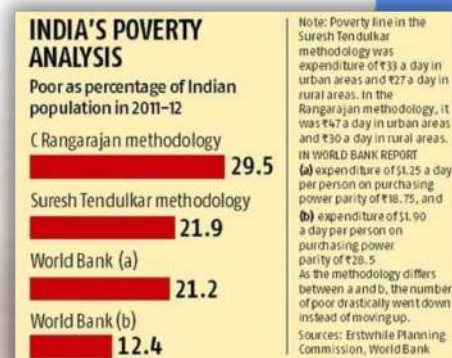 INDIA'S POVERTY
ANALYSIS
Poor as percentage of Indian
population in 2011-12
C Rangarajan methodology
29.5
Suresh Tendulkar methodology
21.9
World Bank (a)
21.2
World Bank (b)
12.4
Note: Poverty line in the
Suresh Tendulkar
methodology was
expenditure of ₹33 a day in
urban areas and ₹27 a day in
rural areas. In the
Rangarajan methodology, it
was ₹47 a day in urban areas
and ₹30 a day in rural areas.
IN WORLD BANK REPORT
(a) expenditure of $1.25 a day
per person on purchasing
power parity of ₹18.75, and
(b) expenditure of $1.90
a day per person on
purchasing power
parity of ₹28.5
As the methodology differs
between a and b, the number
of poor drastically went down
instead of moving up.
Sources: Erstwhile Planning
Commission, World Bank